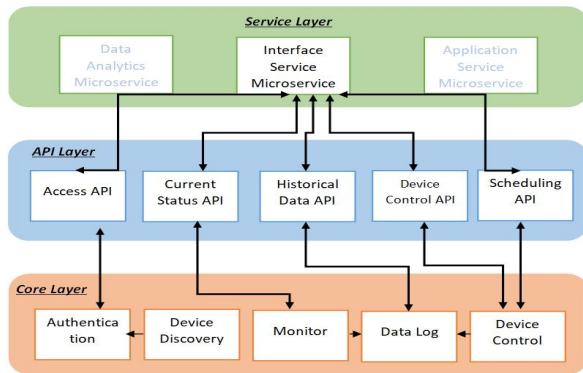 Service Layer
Data
Analytics
Microservice
Interface
Service
Microservice
Application
Service
Microservice
API Layer
Access API
Current
Status API
Historical
Data API
Device
Control API
Scheduling
API
Core Layer
Authentica
tion
Device
Discovery
Monitor
Data Log
Device
Control